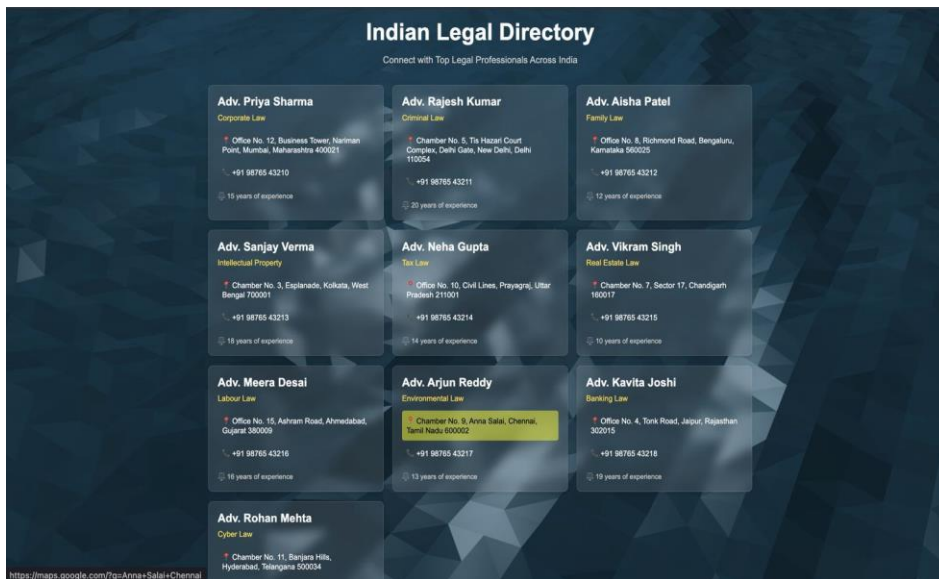 Indian Legal Directory
Connect with Top Legal Professionals Across India
Adv. Priya Sharma
Corporate Law
Office No. 12, Business Tower, Nariman
Point, Mumbai, Maharashtra 400021
+91 98765 43210
15 years of experience
Adv. Rajesh Kumar
Criminal Law
Chamber No. 5, Tis Hazari Court
Complex, Delhi Gate, New Delhi, Delhi
110054
+91 98765 43211
20 years of experience
Adv. Aisha Patel
Family Law
Office No. 8, Richmond Road, Bengaluru,
Karnataka 560025
+91 98765 43212
12 years of experience
Adv. Sanjay Verma
Intellectual Property
Chamber No. 3, Esplanade, Kolkata, West
Bengal 700001
+91 98765 43213
18 years of experience
Adv. Neha Gupta
Tax Law
Office No. 10, Civil Lines, Prayagraj, Uttar
Pradesh 211001
+91 98765 43214
14 years of experience
Adv. Vikram Singh
Real Estate Law
Chamber No. 7, Sector 17, Chandigarh
160017
+91 98765 43215
10 years of experience
Adv. Meera Desai
Labour Law
Office No. 15, Ashram Road, Ahmedabad,
Gujarat 380009
+91 98765 43216
16 years of experience
Adv. Arjun Reddy
Environmental Law
Chamber No. 9, Anna Salai, Chennai,
Tamil Nadu 600002
+91 98765 43217
13 years of experience
Adv. Kavita Joshi
Banking Law
Office No. 4, Tonk Road, Jaipur, Rajasthan
302015
+91 98765 43218
19 years of experience
Adv. Rohan Mehta
Cyber Law
Chamber No. 11, Banjara Hills,
Hyderabad, Telangana 500034
https://maps.google.com/?q=Anna+Salai+Chennai